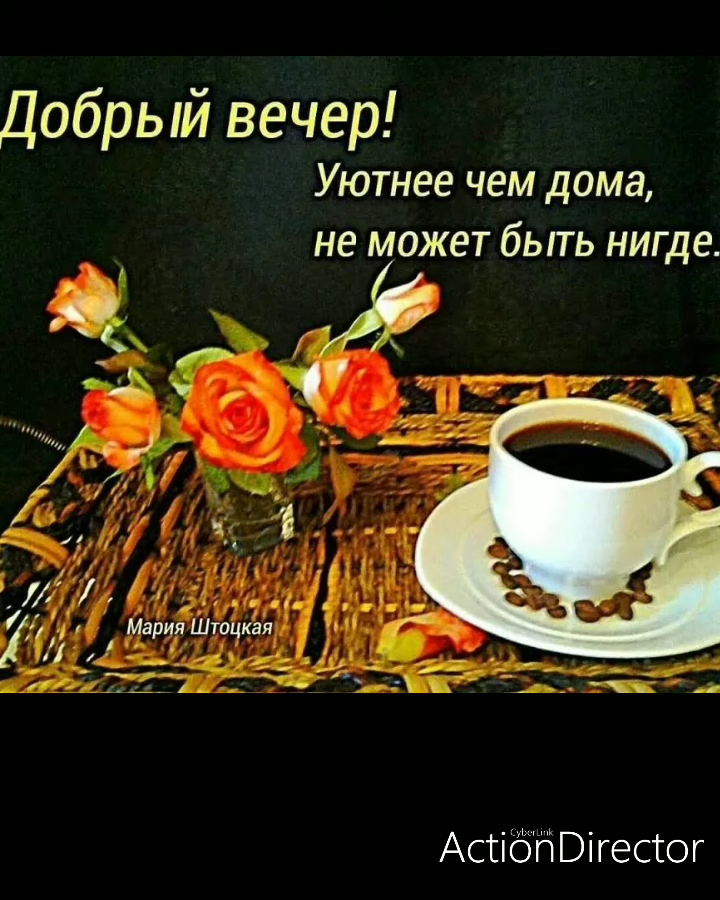 Добрый вечер!
Уютнее чем дома,
не может быть нигде.
Мария Штоцкая
CyberLink
ActionDirector